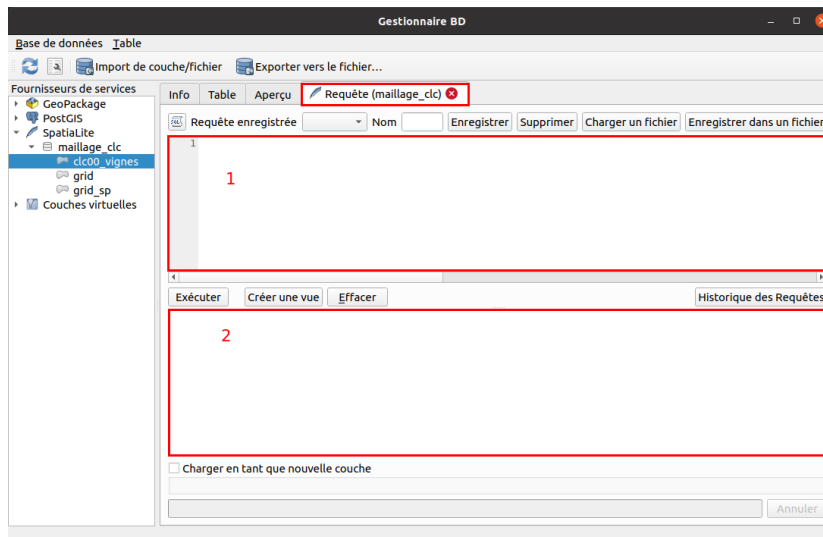 Gestionnaire BD
Base de données Table
Import de couche/fichier Exporter vers le fichier...
Fournisseurs de services
GeoPackage
PostGIS
SpatiaLite
maillage_clc
clc00_vignes
grid
grid_sp
Couches virtuelles
Info Table Aperçu Requête (maillage_clc)
Requête enregistrée Nom Enregistrer Supprimer Charger un fichier Enregistrer dans un fichier
1
1
Exécuter Créer une vue Effacer Historique des Requêtes
2
Charger en tant que nouvelle couche
Annuler